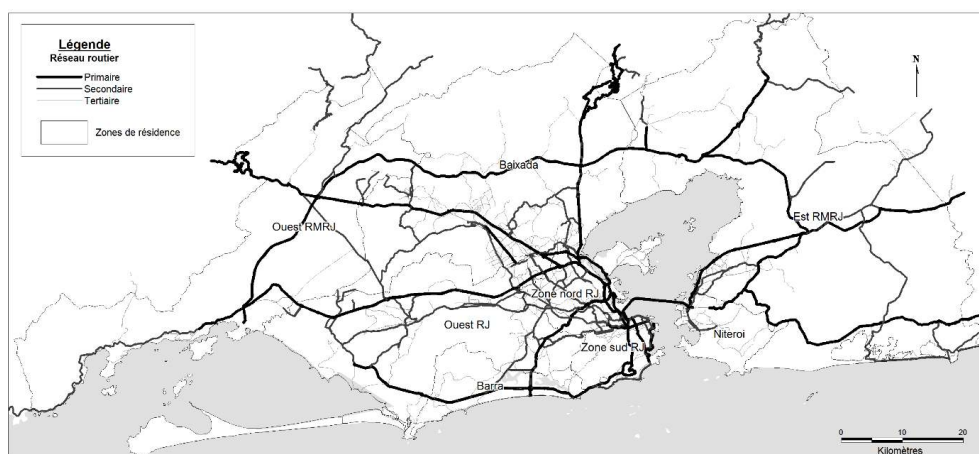 Légende
Réseau routier
Primaire
Secondaire
Tertiaire
Zones de résidence
N
Baixada
Ouest RMRJ
Est RMRJ
Zone nord RJ
Ouest RJ
Niteroi
Zone sud RJ
Barra
0 10 20
Kilomètres